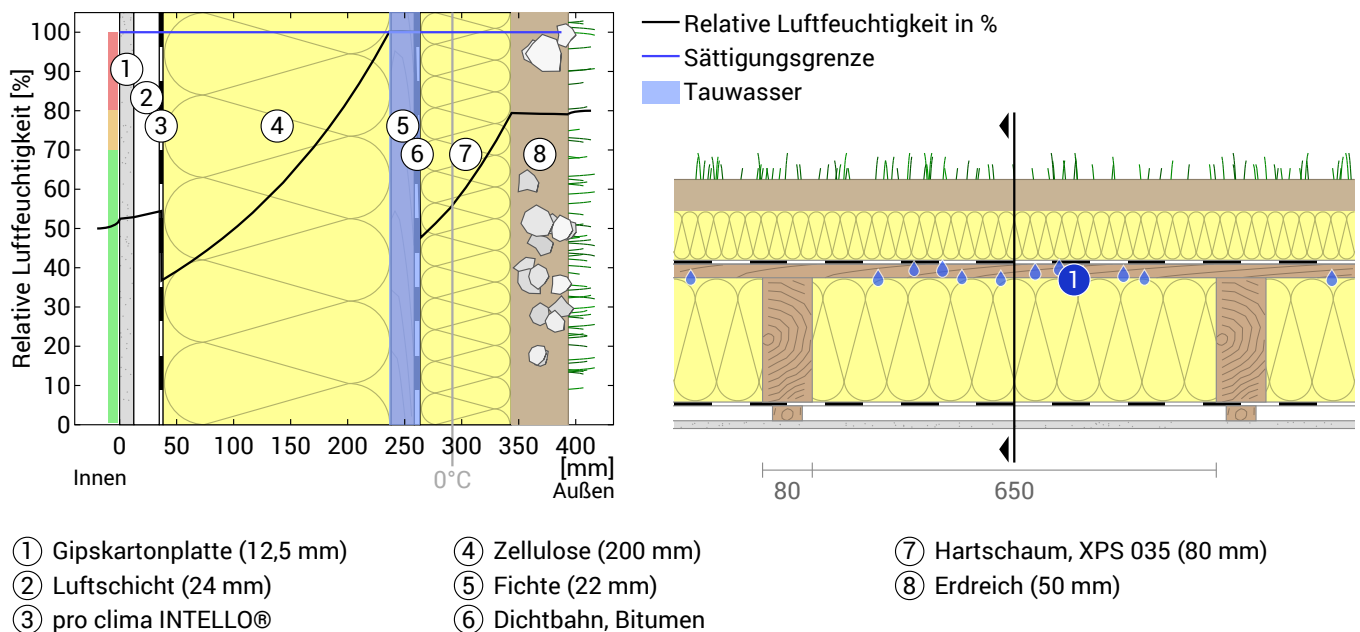 Relative Luftfeuchtigkeit [%]
100
90
80
70
60
50
40
30
20
10
0
1
2
3
4
5
6
7
8
0 50 100 150 200 250 300 350 400
[mm]
Innen
0°C
Außen
Relative Luftfeuchtigkeit in %
Sättigungsgrenze
Tauwasser
1
80
650
1 Gipskartonplatte (12,5 mm)
2 Luftschicht (24 mm)
3 pro clima INTELLO®
4 Zellulose (200 mm)
5 Fichte (22 mm)
6 Dichtbahn, Bitumen
7 Hartschaum, XPS 035 (80 mm)
8 Erdreich (50 mm)